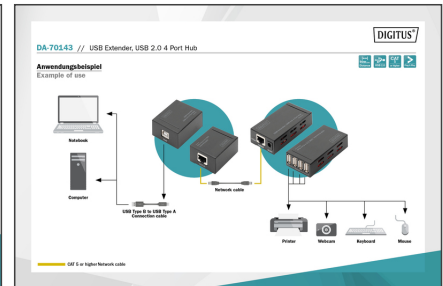 DIGITUS®
DA-70143 // USB Extender, USB 2.0 4 Port Hub
Anwendungsbeispiel
Example of use
Notebook
Computer
USB Type B to USB Type A
Connection cable
Network cable
Printer
Webcam
Keyboard
Mouse
CAT 5 or higher Network cable